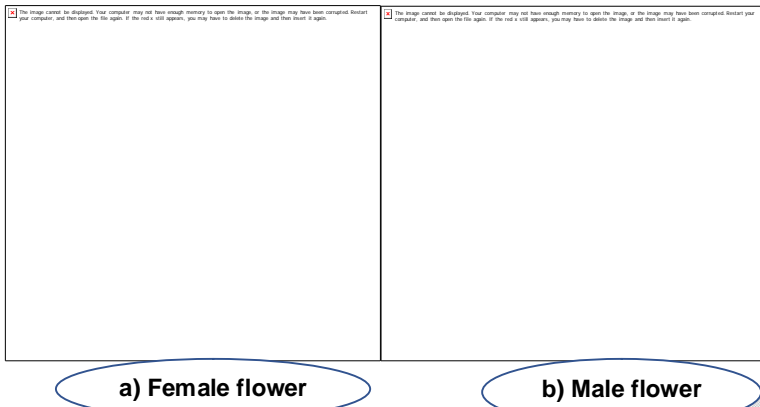 The image cannot be displayed. Your computer may not have enough memory to open the image, or the image may have been corrupted. Restart
your computer, and then open the file again. If the red x still appears, you may have to delete the image and then insert it again.
The image cannot be displayed. Your computer may not have enough memory to open the image, or the image may have been corrupted. Restart your
computer, and then open the file again. If the red x still appears, you may have to delete the image and then insert it again.
a) Female flower
b) Male flower